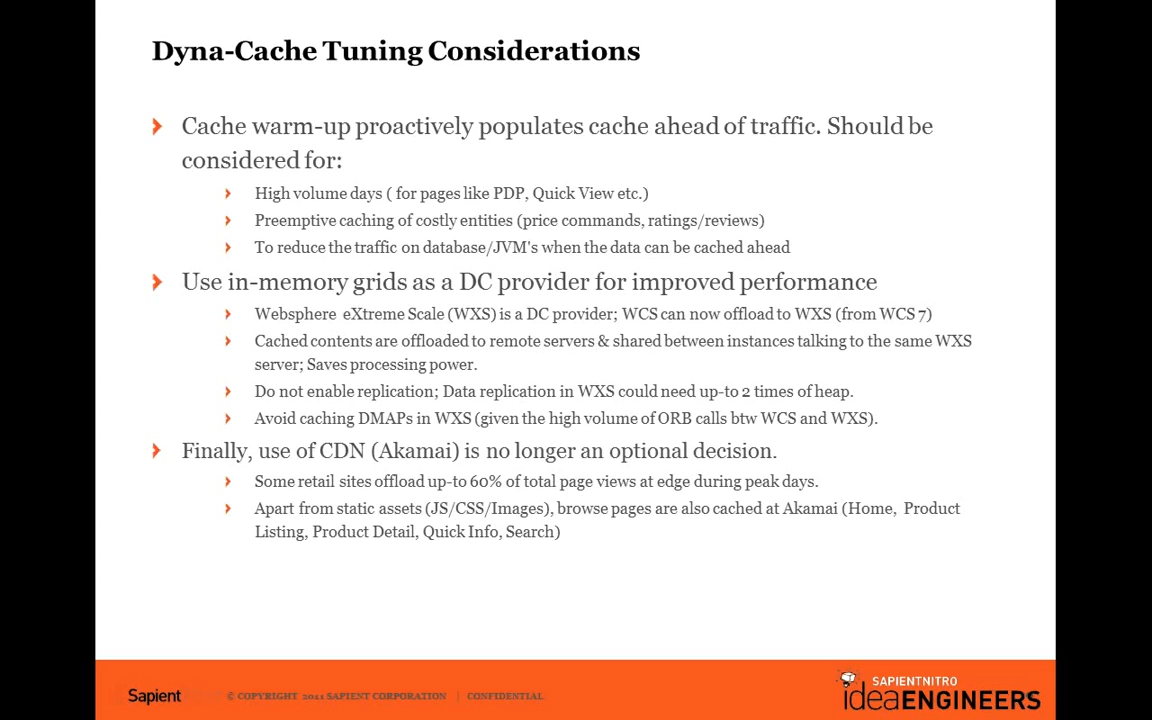 Dyna-Cache Tuning Considerations
Cache warm-up proactively populates cache ahead of traffic. Should be
considered for:
High volume days ( for pages like PDP, Quick View etc.)
Preemptive caching of costly entities (price commands, ratings/reviews)
To reduce the traffic on database/JVM's when the data can be cached ahead
Use in-memory grids as a DC provider for improved performance
Websphere eXtreme Scale (WXS) is a DC provider; WCS can now offload to WXS (from WCS 7)
Cached contents are offloaded to remote servers & shared between instances talking to the same WXS
server; Saves processing power.
Do not enable replication; Data replication in WXS could need up-to 2 times of heap.
Avoid caching DMAPs in WXS (given the high volume of ORB calls btw WCS and WXS).
Finally, use of CDN (Akamai) is no longer an optional decision.
Some retail sites offload up-to 60% of total page views at edge during peak days.
Apart from static assets (JS/CSS/Images), browse pages are also cached at Akamai (Home, Product
Listing, Product Detail, Quick Info, Search)
Sapient
© COPYRIGHT 2011 SAPIENT CORPORATION | CONFIDENTIAL
SAPIENTNITRO
ideaENGINEERS